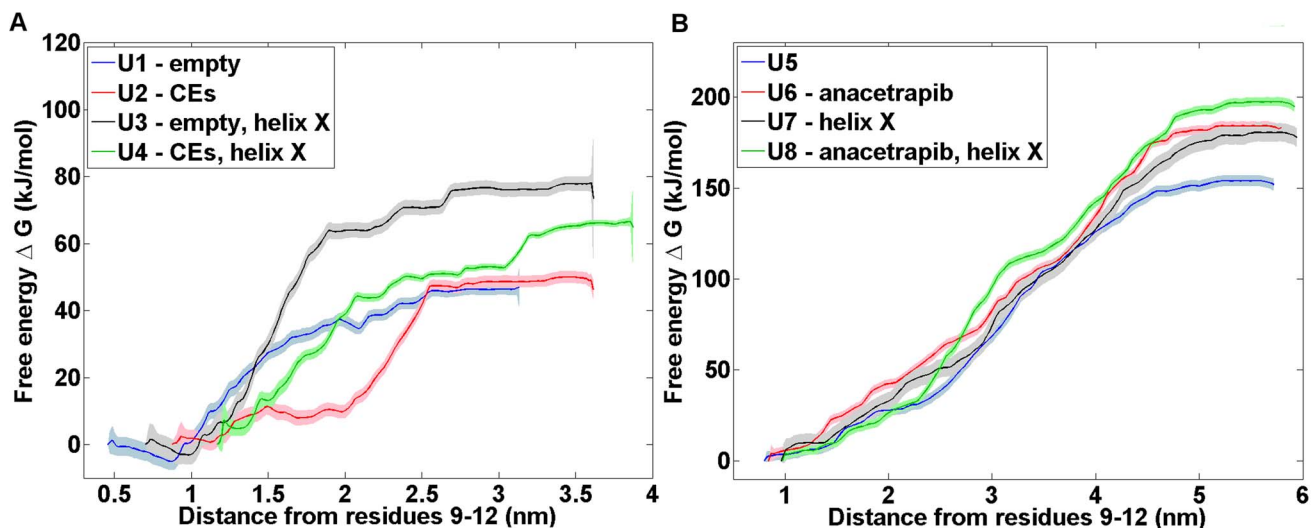 A
120
100
80
60
40
20
0
Free energy Δ G (kJ/mol)
U1 - empty
U2 - CEs
U3 - empty, helix X
U4 - CEs, helix X
0.5 1 1.5 2 2.5 3 3.5 4
Distance from residues 9-12 (nm)
B
200
150
100
50
0
Free energy Δ G (kJ/mol)
U5
U6 - anacetrapib
U7 - helix X
U8 - anacetrapib, helix X
1 2 3 4 5 6
Distance from residues 9-12 (nm)